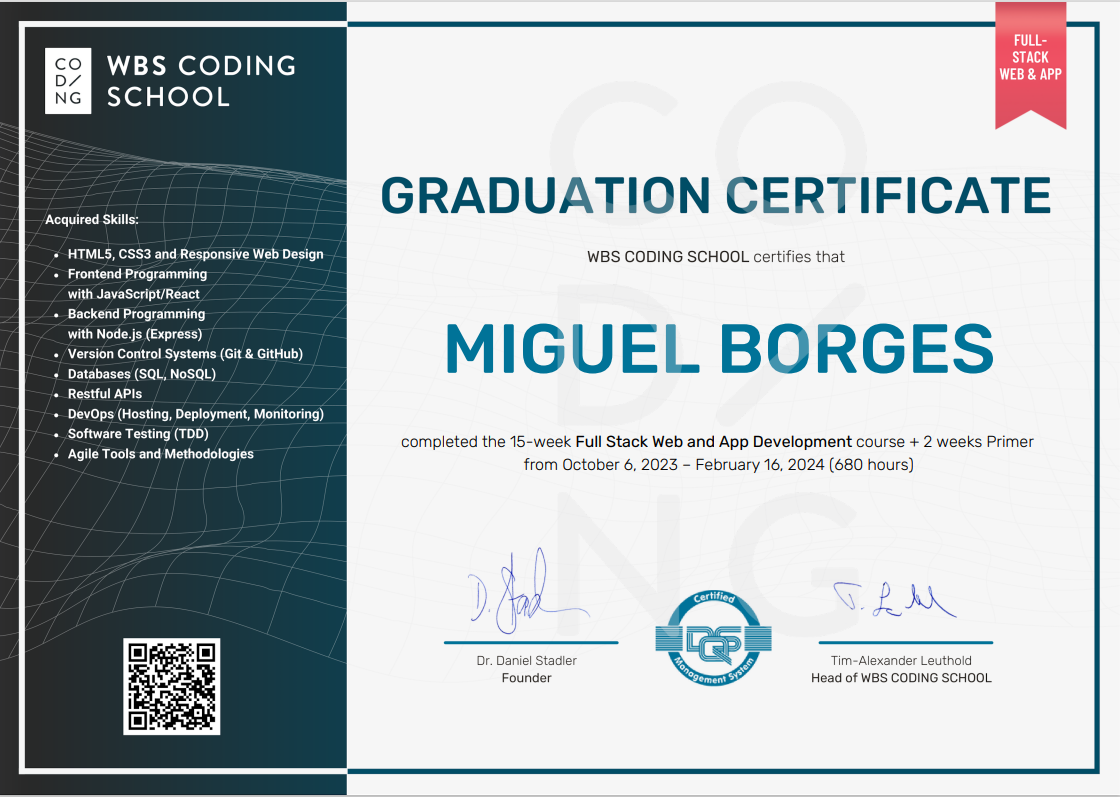 CO
D/
NG
WBS CODING
SCHOOL
FULL-
STACK
WEB & APP
Acquired Skills:
• HTML5, CSS3 and Responsive Web Design
• Frontend Programming
with JavaScript/React
• Backend Programming
with Node.js (Express)
• Version Control Systems (Git & GitHub)
• Databases (SQL, NoSQL)
• Restful APIs
• DevOps (Hosting, Deployment, Monitoring)
• Software Testing (TDD)
• Agile Tools and Methodologies
CO
D/
NG
GRADUATION CERTIFICATE
WBS CODING SCHOOL certifies that
MIGUEL BORGES
completed the 15-week Full Stack Web and App Development course + 2 weeks Primer
from October 6, 2023 – February 16, 2024 (680 hours)
Dr. Daniel Stadler
Founder
Certified
DQP
Management System
Tim-Alexander Leuthold
Head of WBS CODING SCHOOL